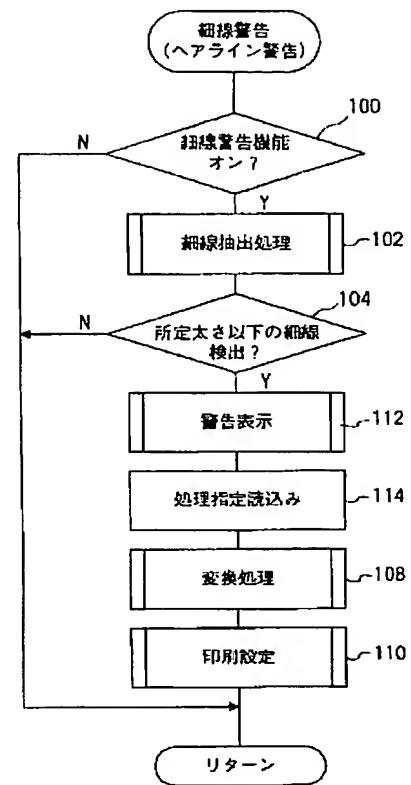 細線警告
(ヘアライン警告)
100
N
細線警告機能
オン?
Y
細線抽出処理
102
104
N
所定太さ以下の細線
検出?
Y
警告表示
112
処理指定読込み
114
変換処理
108
印刷設定
110
リターン